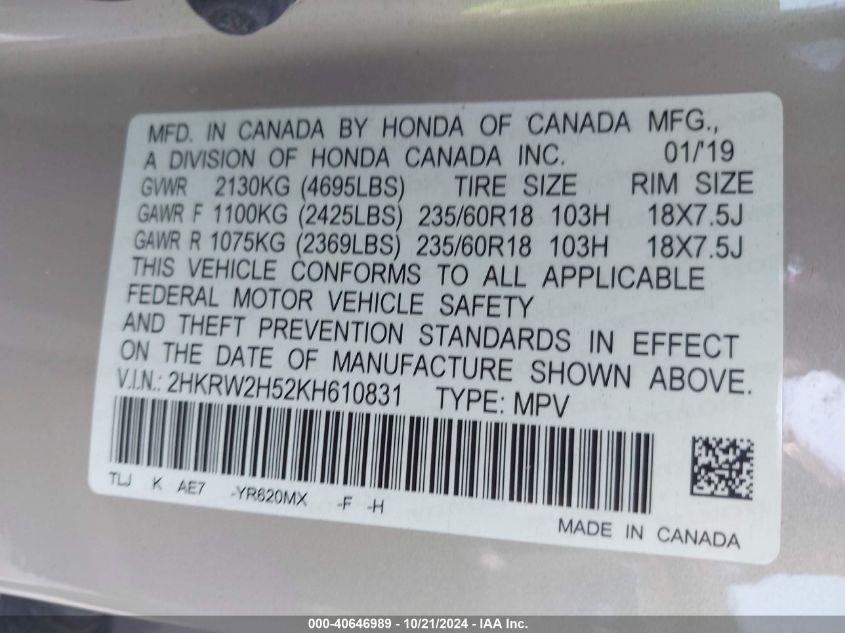 MFD. IN CANADA BY HONDA OF CANADA MFG.,
A DIVISION OF HONDA CANADA INC. 01/'19
GVWR 2130KG (4695LBS) TIRE SIZE RIM SIZE
GAWR F 1100KG (2425LBS) 235/60R18 103H 18X7.5J
GAWR R 1075KG (2369LBS) 235/60R18 103H 18X7.5J
THIS VEHICLE CONFORMS TO ALL APPLICABLE
FEDERAL MOTOR VEHICLE SAFETY
AND THEFT PREVENTION STANDARDS IN EFFECT
ON THE DATE OF MANUFACTURE SHOWN ABOVE.
V.I.N.: 2HKRW2H52KH610831 TYPE: MPV
TLJ K AE7 -YR620MX -F -H
MADE IN CANADA
000-40646989 - 10/21/2024 - IAA Inc.